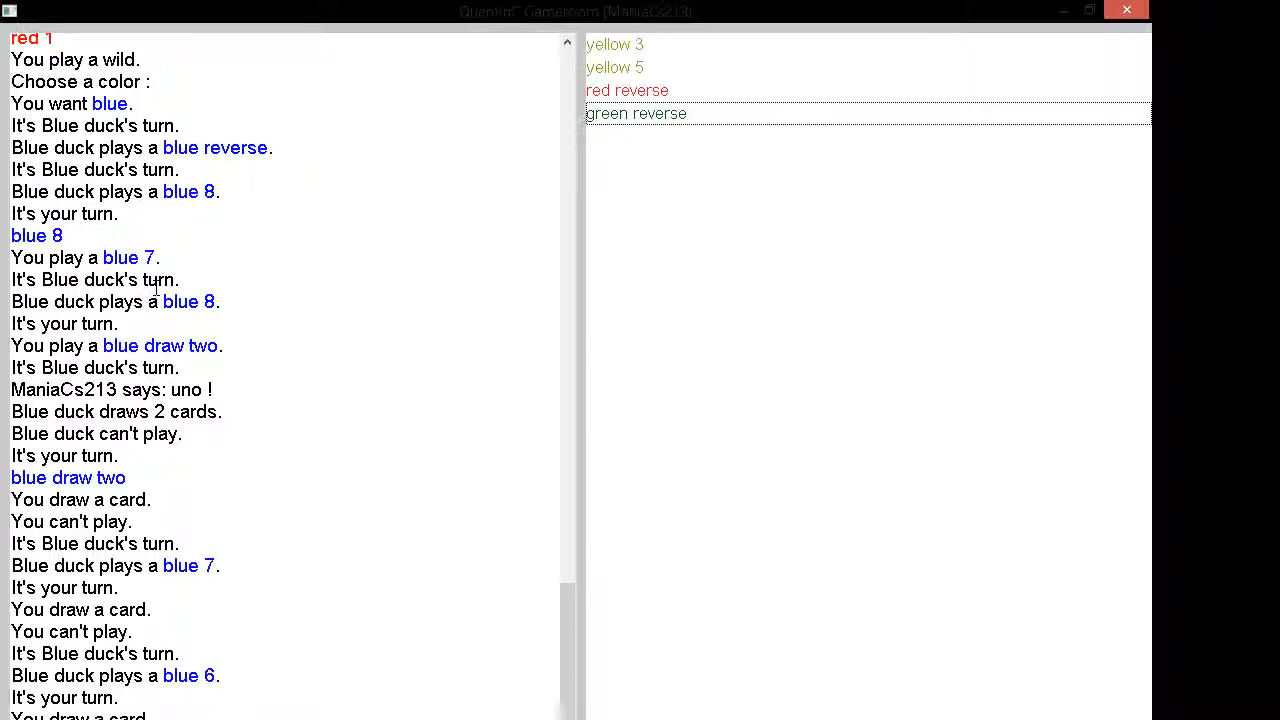 QuentinC Gameroom [ManiaCs213]
red 1
You play a wild.
Choose a color :
You want blue.
It's Blue duck's turn.
Blue duck plays a blue reverse.
It's Blue duck's turn.
Blue duck plays a blue 8.
It's your turn.
blue 8
You play a blue 7.
It's Blue duck's turn.
Blue duck plays a blue 8.
It's your turn.
You play a blue draw two.
It's Blue duck's turn.
ManiaCs213 says: uno !
Blue duck draws 2 cards.
Blue duck can't play.
It's your turn.
blue draw two
You draw a card.
You can't play.
It's Blue duck's turn.
Blue duck plays a blue 7.
It's your turn.
You draw a card.
You can't play.
It's Blue duck's turn.
Blue duck plays a blue 6.
It's your turn.
You draw a card.
yellow 3
yellow 5
red reverse
green reverse